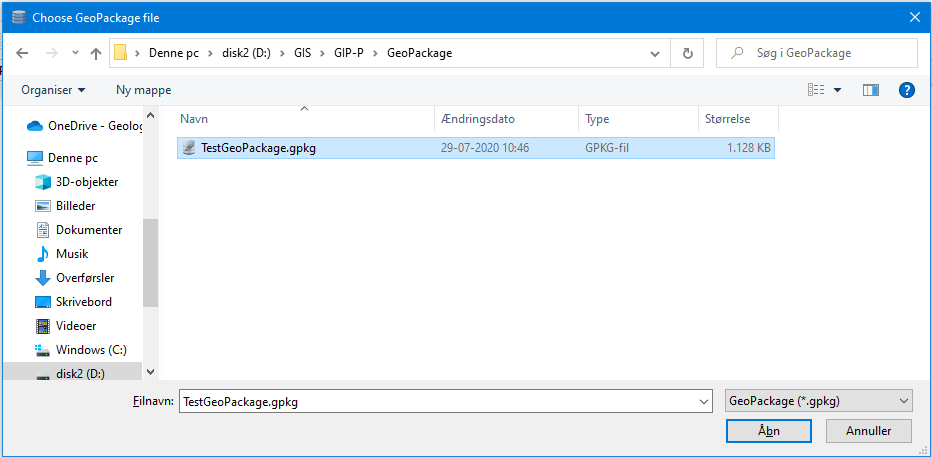 Choose GeoPackage file
Denne pc › disk2 (D:) › GIS › GIP-P › GeoPackage
Søg i GeoPackage
Organiser Ny mappe
?
Navn Ændringsdato Type Størrelse
TestGeoPackage.gpkg 29-07-2020 10:46 GPKG-fil 1.128 KB
OneDrive - Geolog
Denne pc
3D-objekter
Billeder
Dokumenter
Musik
Overførsler
Skrivebord
Videoer
Windows (C:)
disk2 (D:)
Filnavn: TestGeoPackage.gpkg GeoPackage (*.gpkg)
Åbn Annuller